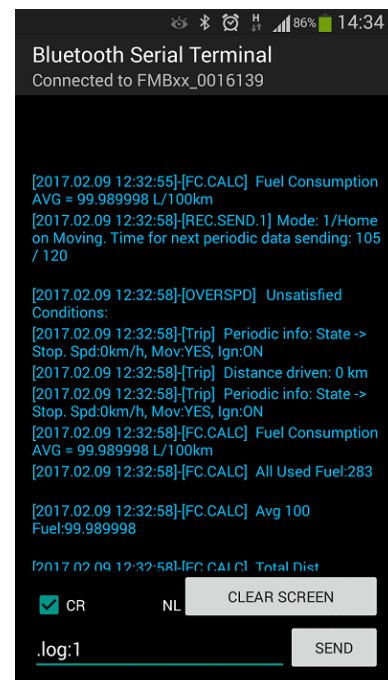 H 86% 14:34
Bluetooth Serial Terminal
Connected to FMBxx_0016139
[2017.02.09 12:32:55]-[FC.CALC] Fuel Consumption
AVG = 99.989998 L/100km
[2017.02.09 12:32:58]-[REC.SEND.1] Mode: 1/Home
on Moving. Time for next periodic data sending: 105
/ 120
[2017.02.09 12:32:58]-[OVERSPD] Unsatisfied
Conditions:
[2017.02.09 12:32:58]-[Trip] Periodic info: State ->
Stop. Spd:0km/h, Mov:YES, Ign:ON
[2017.02.09 12:32:58]-[Trip] Distance driven: 0 km
[2017.02.09 12:32:58]-[Trip] Periodic info: State ->
Stop. Spd:0km/h, Mov:YES, Ign:ON
[2017.02.09 12:32:58]-[FC.CALC] Fuel Consumption
AVG = 99.989998 L/100km
[2017.02.09 12:32:58]-[FC.CALC] All Used Fuel:283
[2017.02.09 12:32:58]-[FC.CALC] Avg 100
Fuel:99.989998
[2017.02.09 12:32:58]-[FC.CALC] Total Dist
CR NL CLEAR SCREEN
.log:1 SEND